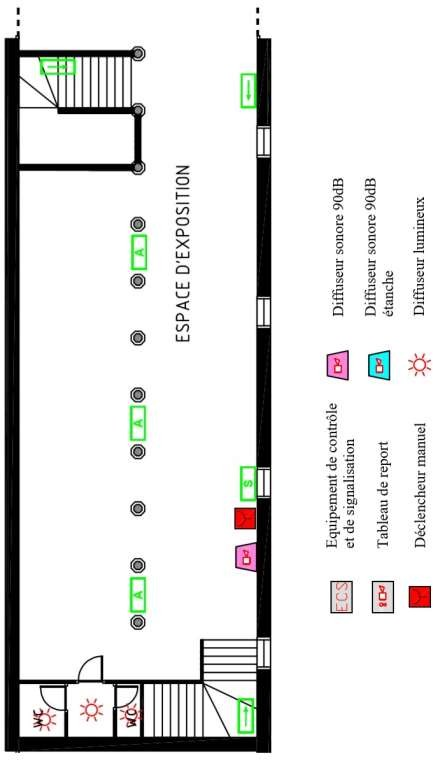 ESPACE D'EXPOSITION
A
A
A
S
WC
WC
ECS
Equipement de contrôle
et de signalisation
Tableau de report
Déclencheur manuel
Diffuseur sonore 90dB
Diffuseur sonore 90dB
étanche
Diffuseur lumineux